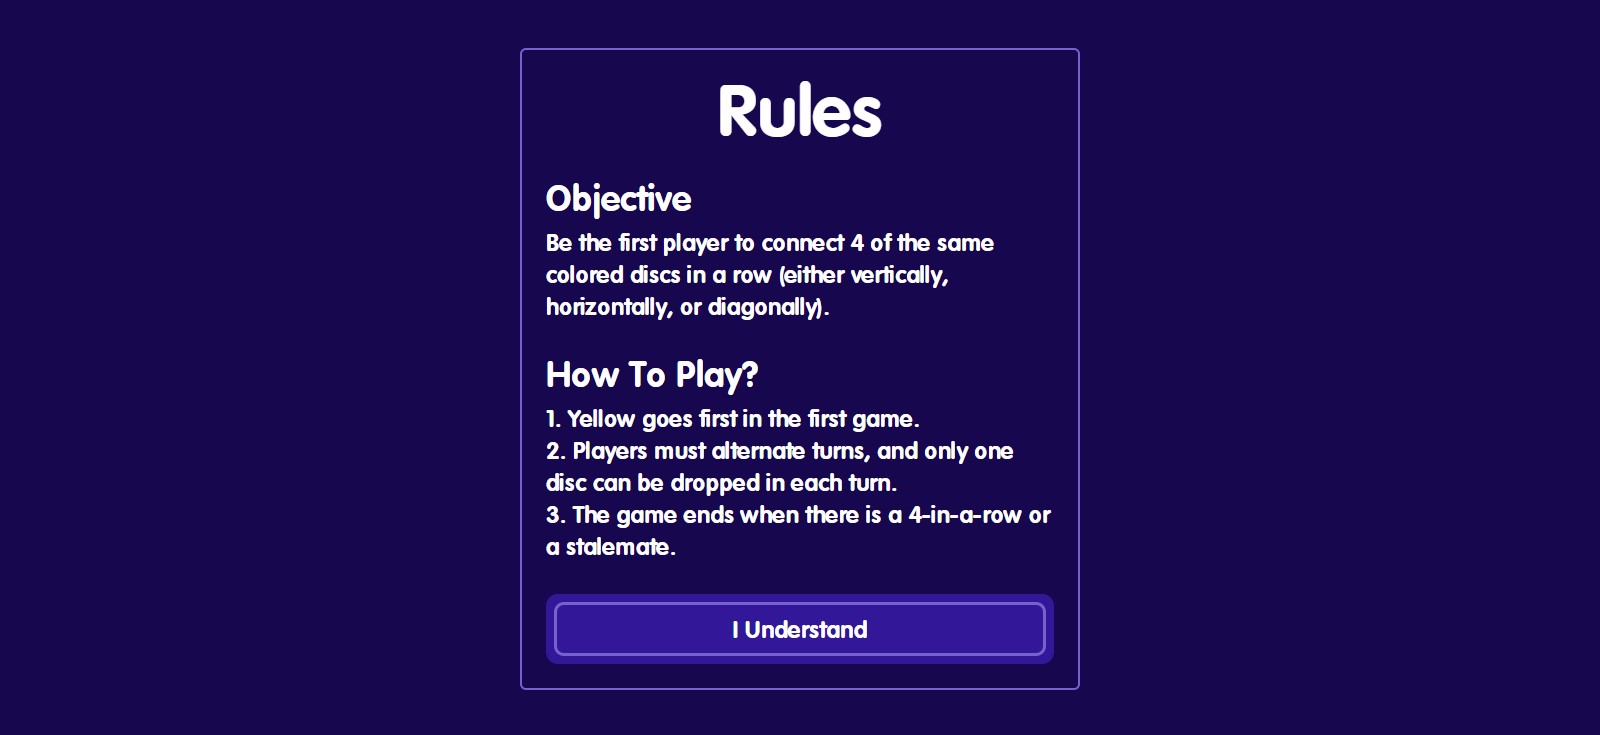 Rules
Objective
Be the first player to connect 4 of the same
colored discs in a row (either vertically,
horizontally, or diagonally).
How To Play?
1. Yellow goes first in the first game.
2. Players must alternate turns, and only one
disc can be dropped in each turn.
3. The game ends when there is a 4-in-a-row or
a stalemate.
I Understand